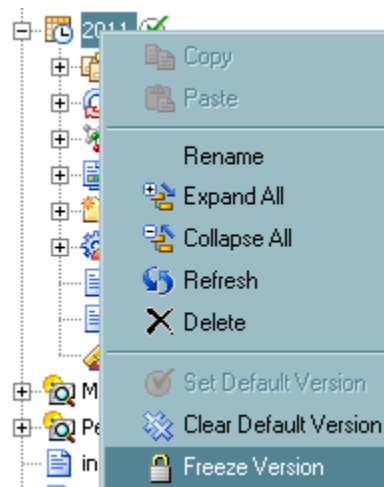 2011
Copy
Paste
Rename
Expand All
Collapse All
Refresh
Delete
Set Default Version
M
Clear Default Version
Pe
Freeze Version
in